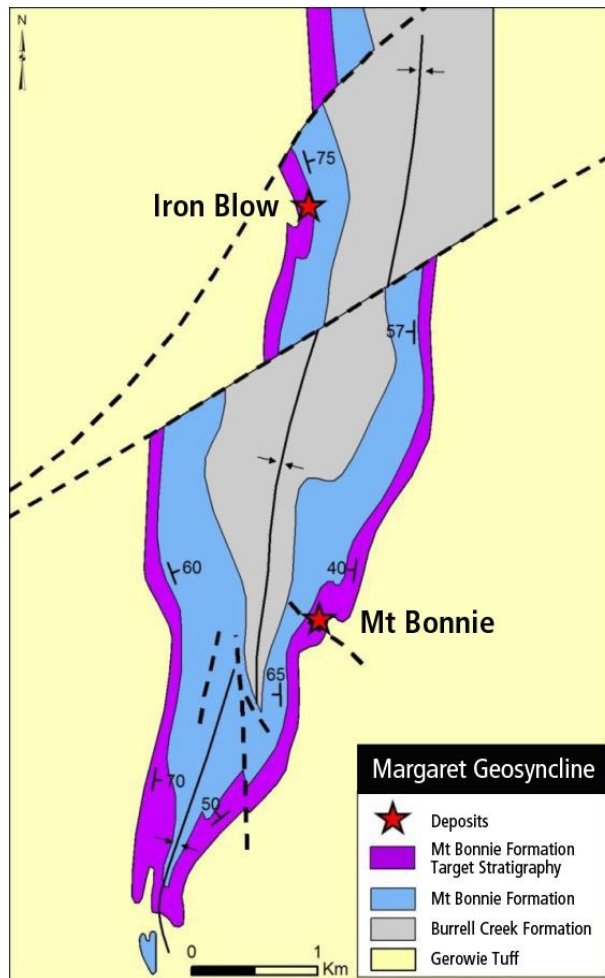 N
75
Iron Blow
57
60
40
Mt Bonnie
65
70
50
0 1
Km
Margaret Geosyncline
Deposits
Mt Bonnie Formation
Target Stratigraphy
Mt Bonnie Formation
Burrell Creek Formation
Gerowie Tuff